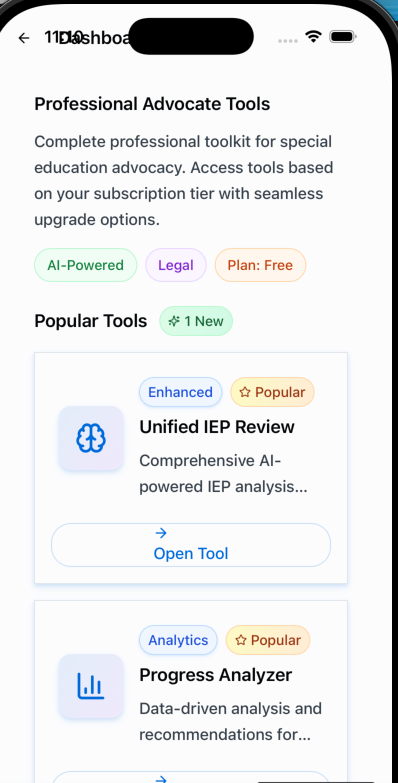 11:10
Dashboa
Professional Advocate Tools
Complete professional toolkit for special
education advocacy. Access tools based
on your subscription tier with seamless
upgrade options.
AI-Powered
Legal
Plan: Free
Popular Tools
1 New
Enhanced
Popular
Unified IEP Review
Comprehensive AI-
powered IEP analysis...
Open Tool
Analytics
Popular
Progress Analyzer
Data-driven analysis and
recommendations for...